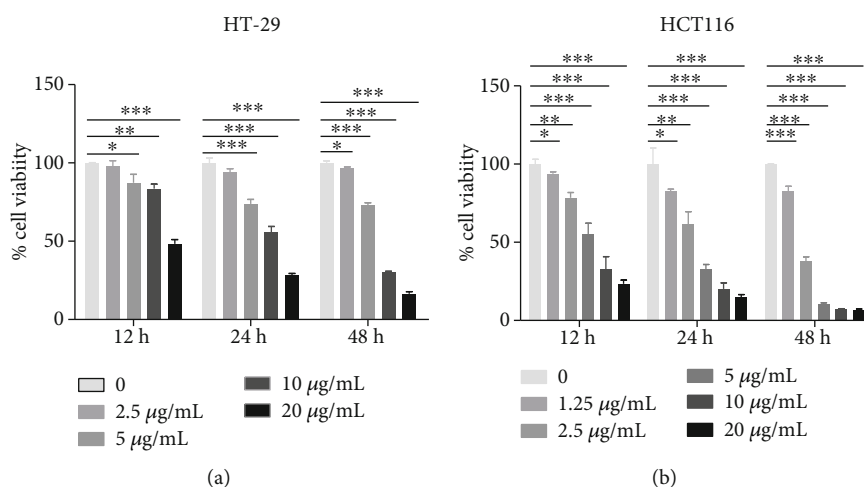 HT-29
150
100
50
0
% cell viabiity
***
**
*
***
***
***
***
***
***
*
12 h
24 h
48 h
0
2.5 µg/mL
5 µg/mL
10 µg/mL
20 µg/mL
(a)
HCT116
150
100
50
0
% cell viabiity
***
***
***
**
*
***
***
***
**
*
***
***
***
***
***
12 h
24 h
48 h
0
1.25 µg/mL
2.5 µg/mL
5 µg/mL
10 µg/mL
20 µg/mL
(b)